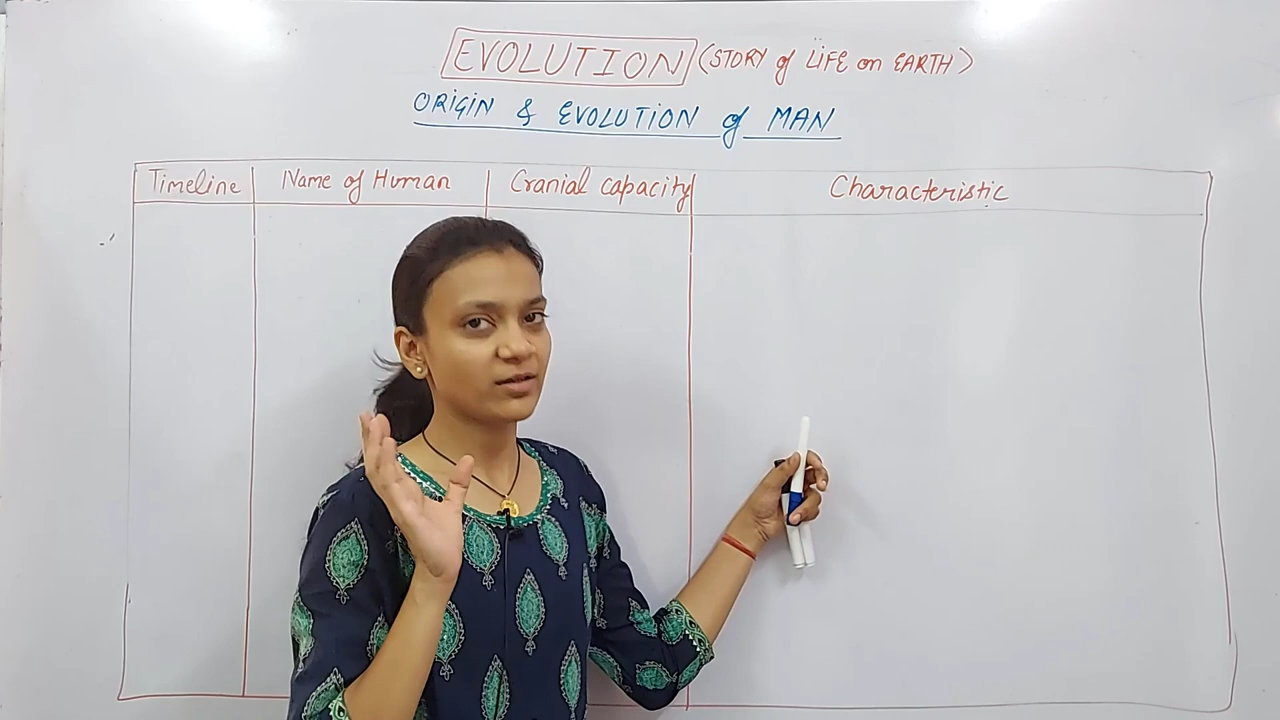 EVOLUTION (STORY of LiFE on EARTH)
ORIGIN & EVOLUTION of MAN
Timeline Name of Human Cranial capacity Characteristic